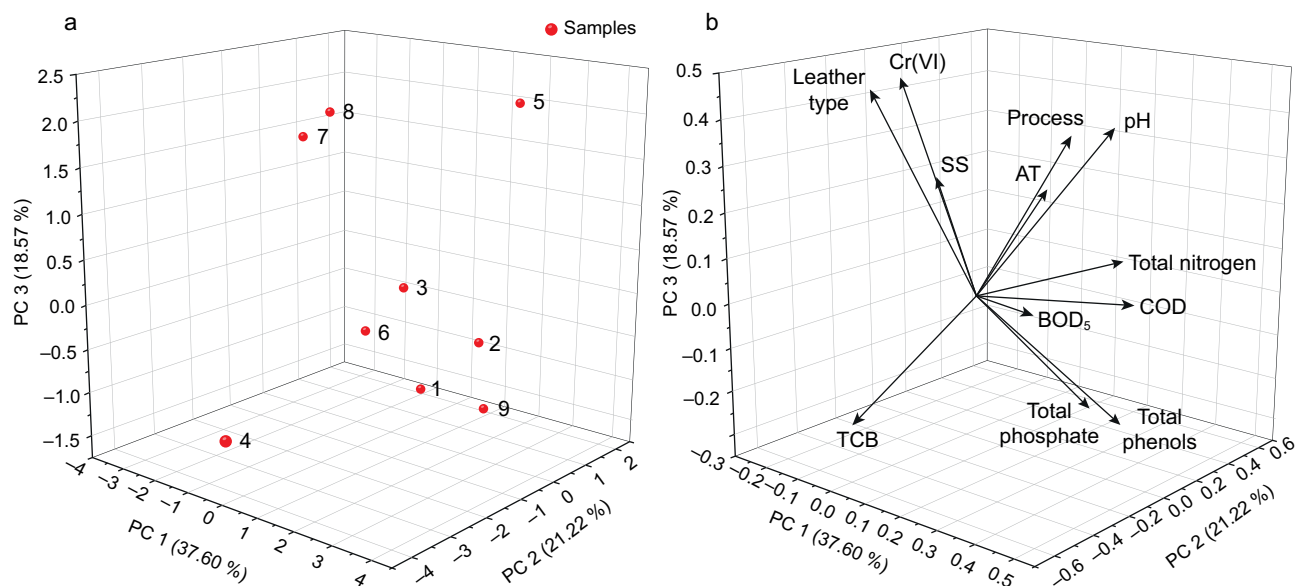 a
Samples
2.5
2.0
1.5
1.0
0.5
0.0
−0.5
−1.0
−1.5
PC 3 (18.57 %)
−4
−3
−2
−1
0
1
2
3
4
PC 1 (37.60 %)
−4
−3
−2
−1
0
1
2
PC 2 (21.22 %)
5
8
7
3
6
2
1
9
4
b
0.5
0.4
0.3
0.2
0.1
0.0
−0.1
−0.2
−0.3
PC 3 (18.57 %)
−0.2
−0.1
0.0
0.1
0.2
0.3
0.4
0.5
PC 1 (37.60 %)
−0.6
−0.4
−0.2
0.0
0.2
0.4
0.6
PC 2 (21.22 %)
Cr(VI)
Leather
type
SS
Process
pH
AT
Total nitrogen
COD
BOD₅
Total
phosphate
Total
phenols
TCB